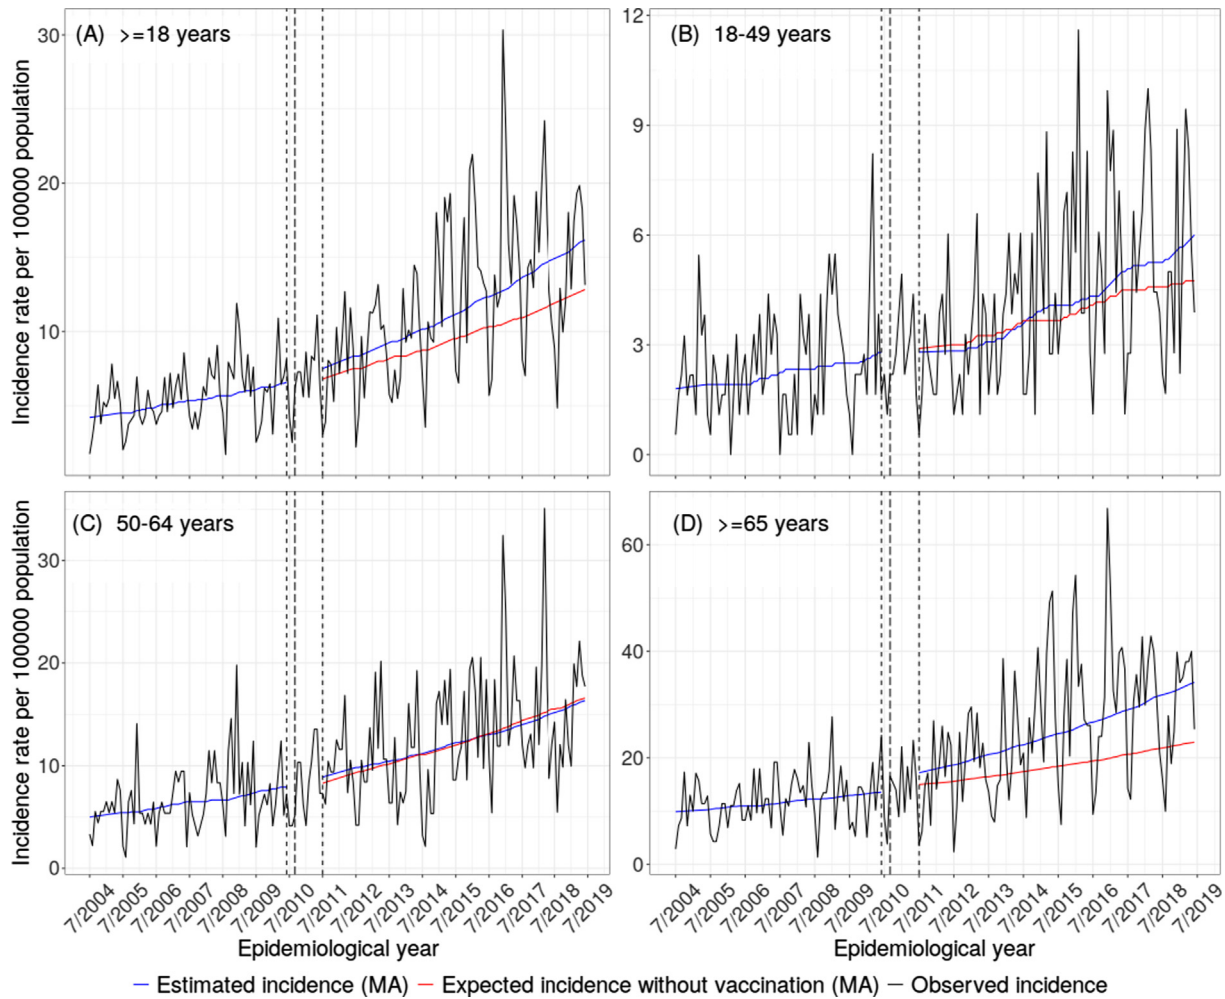 (A) >=18 years
(B) 18-49 years
Incidence rate per 100000 population
30
20
10
12
9
6
3
0
(C) 50-64 years
(D) >=65 years
Incidence rate per 100000 population
30
20
10
0
60
40
20
0
7/2004 7/2005 7/2006 7/2007 7/2008 7/2009 7/2010 7/2011 7/2012 7/2013 7/2014 7/2015 7/2016 7/2017 7/2018 7/2019
7/2004 7/2005 7/2006 7/2007 7/2008 7/2009 7/2010 7/2011 7/2012 7/2013 7/2014 7/2015 7/2016 7/2017 7/2018 7/2019
Epidemiological year
Epidemiological year
Estimated incidence (MA) Expected incidence without vaccination (MA) Observed incidence